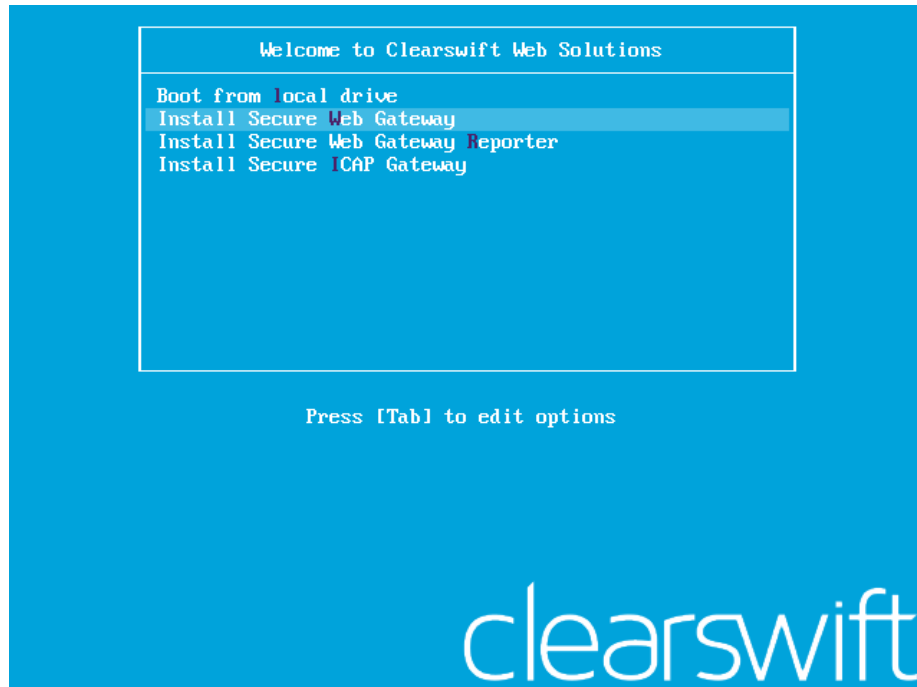 Welcome to Clearswift Web Solutions
Boot from local drive
Install Secure Web Gateway
Install Secure Web Gateway Reporter
Install Secure ICAP Gateway
Press [Tab] to edit options
clearswift